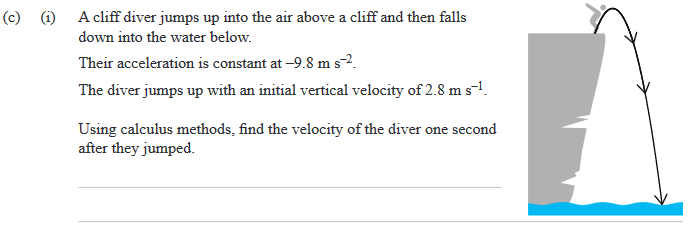 (c) (i) A cliff diver jumps up into the air above a cliff and then falls
down into the water below.
Their acceleration is constant at –9.8 m s⁻².
The diver jumps up with an initial vertical velocity of 2.8 m s⁻¹.
Using calculus methods, find the velocity of the diver one second
after they jumped.